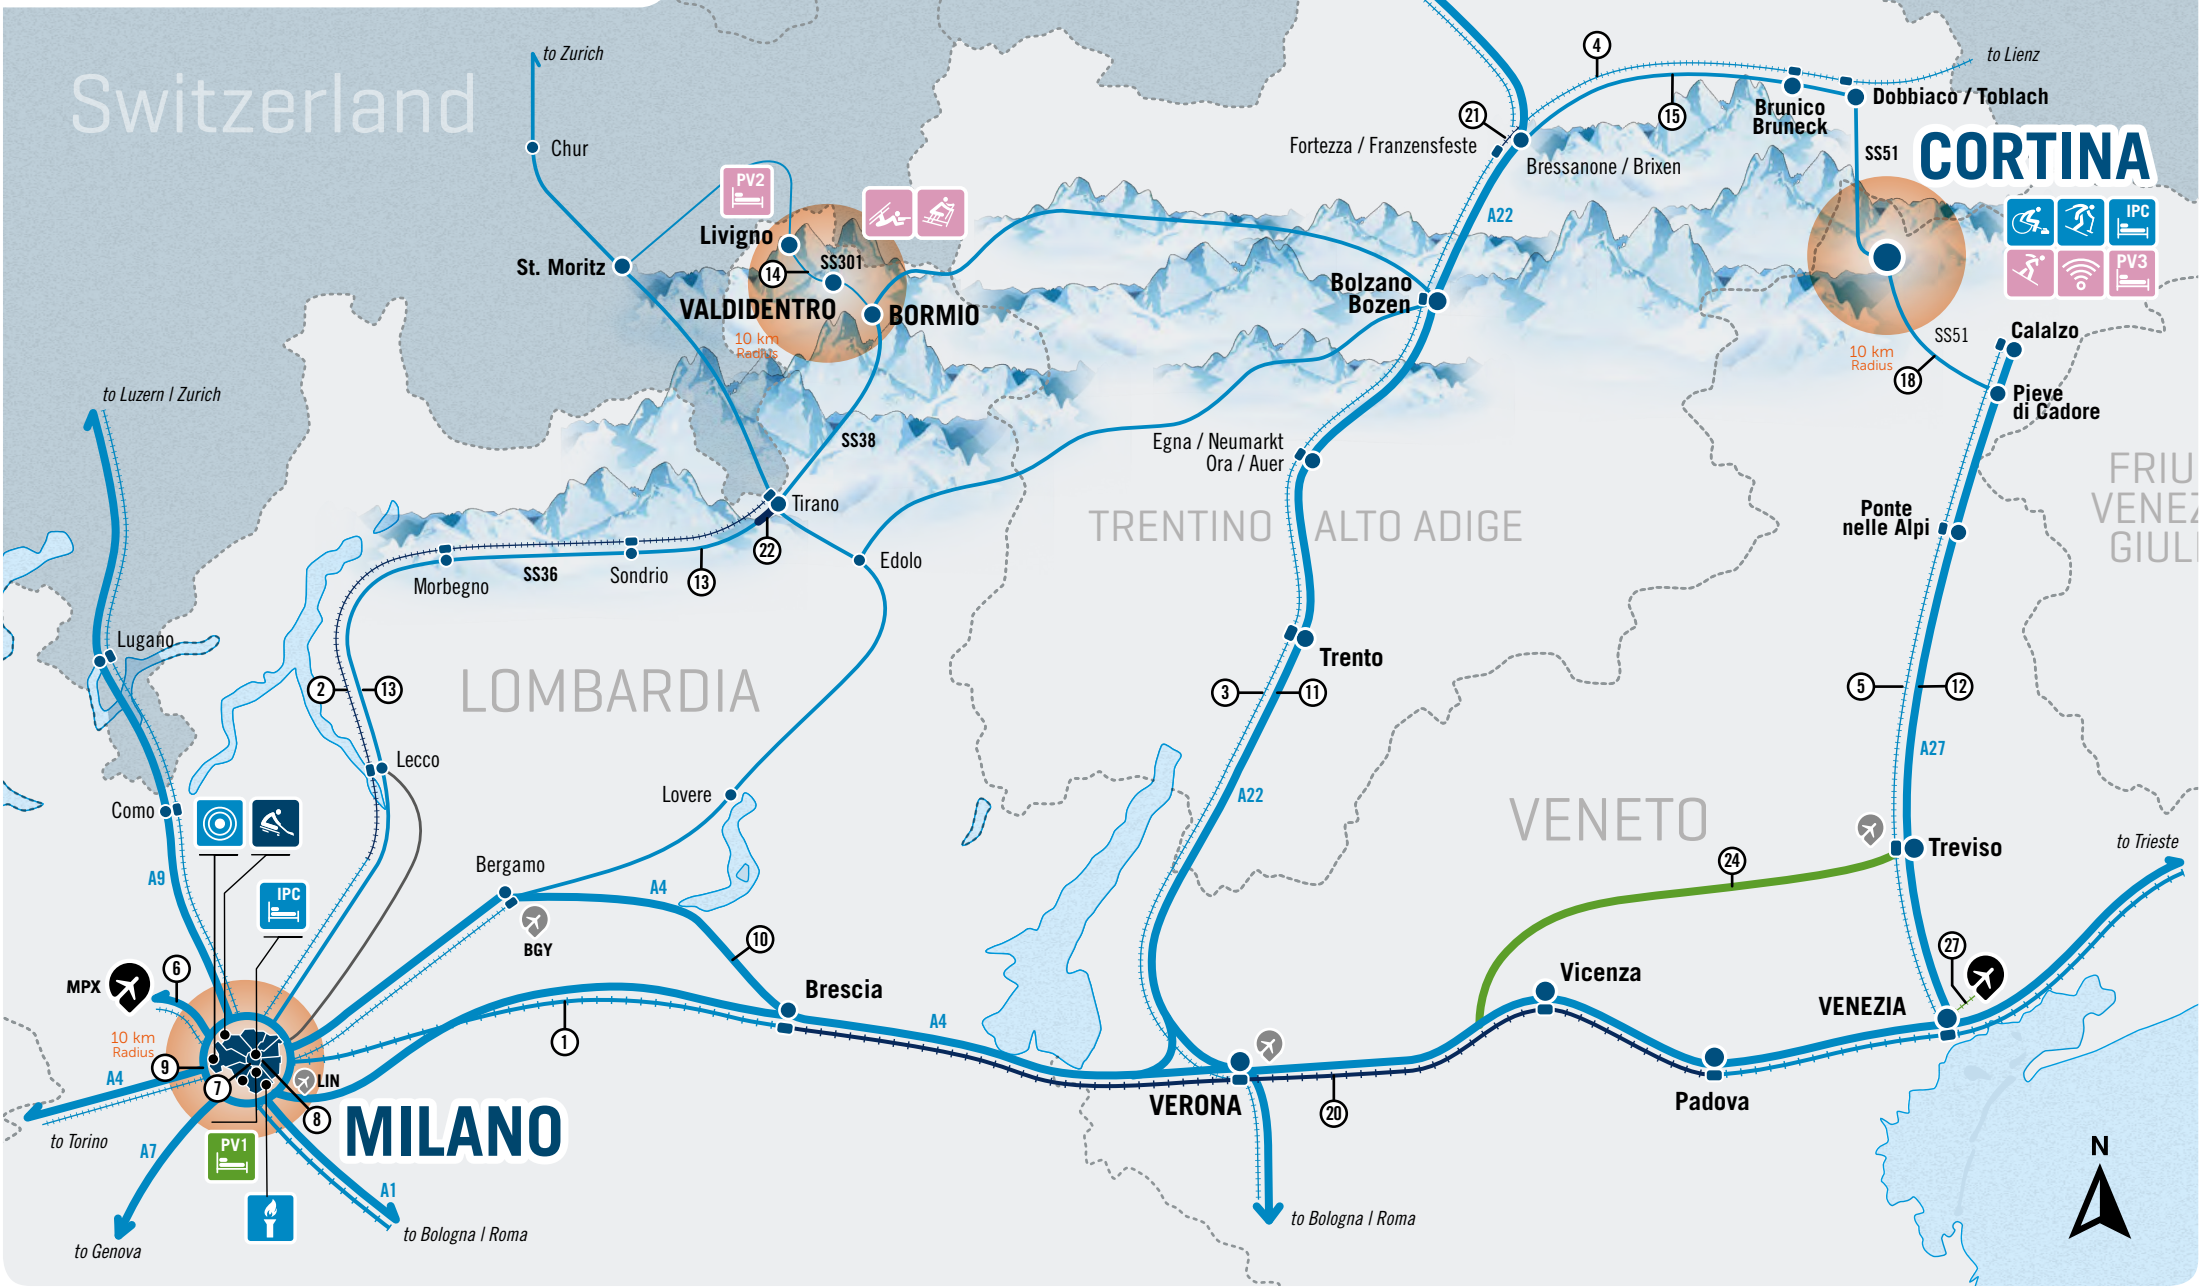 to Zurich
Switzerland
Chur
PV2
Livigno
SS301
14
St. Moritz
VALDIDENTRO
BORMIO
10 km
Radius
4
to Lienz
21
15
Brunico
Bruneck
Dobbiaco / Toblach
Fortezza / Franzensfeste
Bressanone / Brixen
SS51
CORTINA
A22
IPC
PV3
Bolzano
Bozen
10 km
Radius
SS51
18
Calalzo
Pieve
di Cadore
to Luzern | Zurich
SS38
Egna / Neumarkt
Ora / Auer
Tirano
22
TRENTINO ALTO ADIGE
FRIU
VENEZ
GIULI
Ponte
nelle Alpi
Morbegno
SS36
Sondrio
13
Edolo
Lugano
2
13
LOMBARDIA
Trento
3
11
5
12
A27
Lecco
Como
Lovere
A22
VENETO
Treviso
to Trieste
24
A9
IPC
Bergamo
A4
BGY
10
MPX
6
Brescia
Vicenza
27
VENEZIA
1
A4
10 km
Radius
9
7
LIN
8
A4
to Torino
MILANO
VERONA
20
Padova
PV1
A7
A1
to Genova
to Bologna | Roma
to Bologna | Roma
N